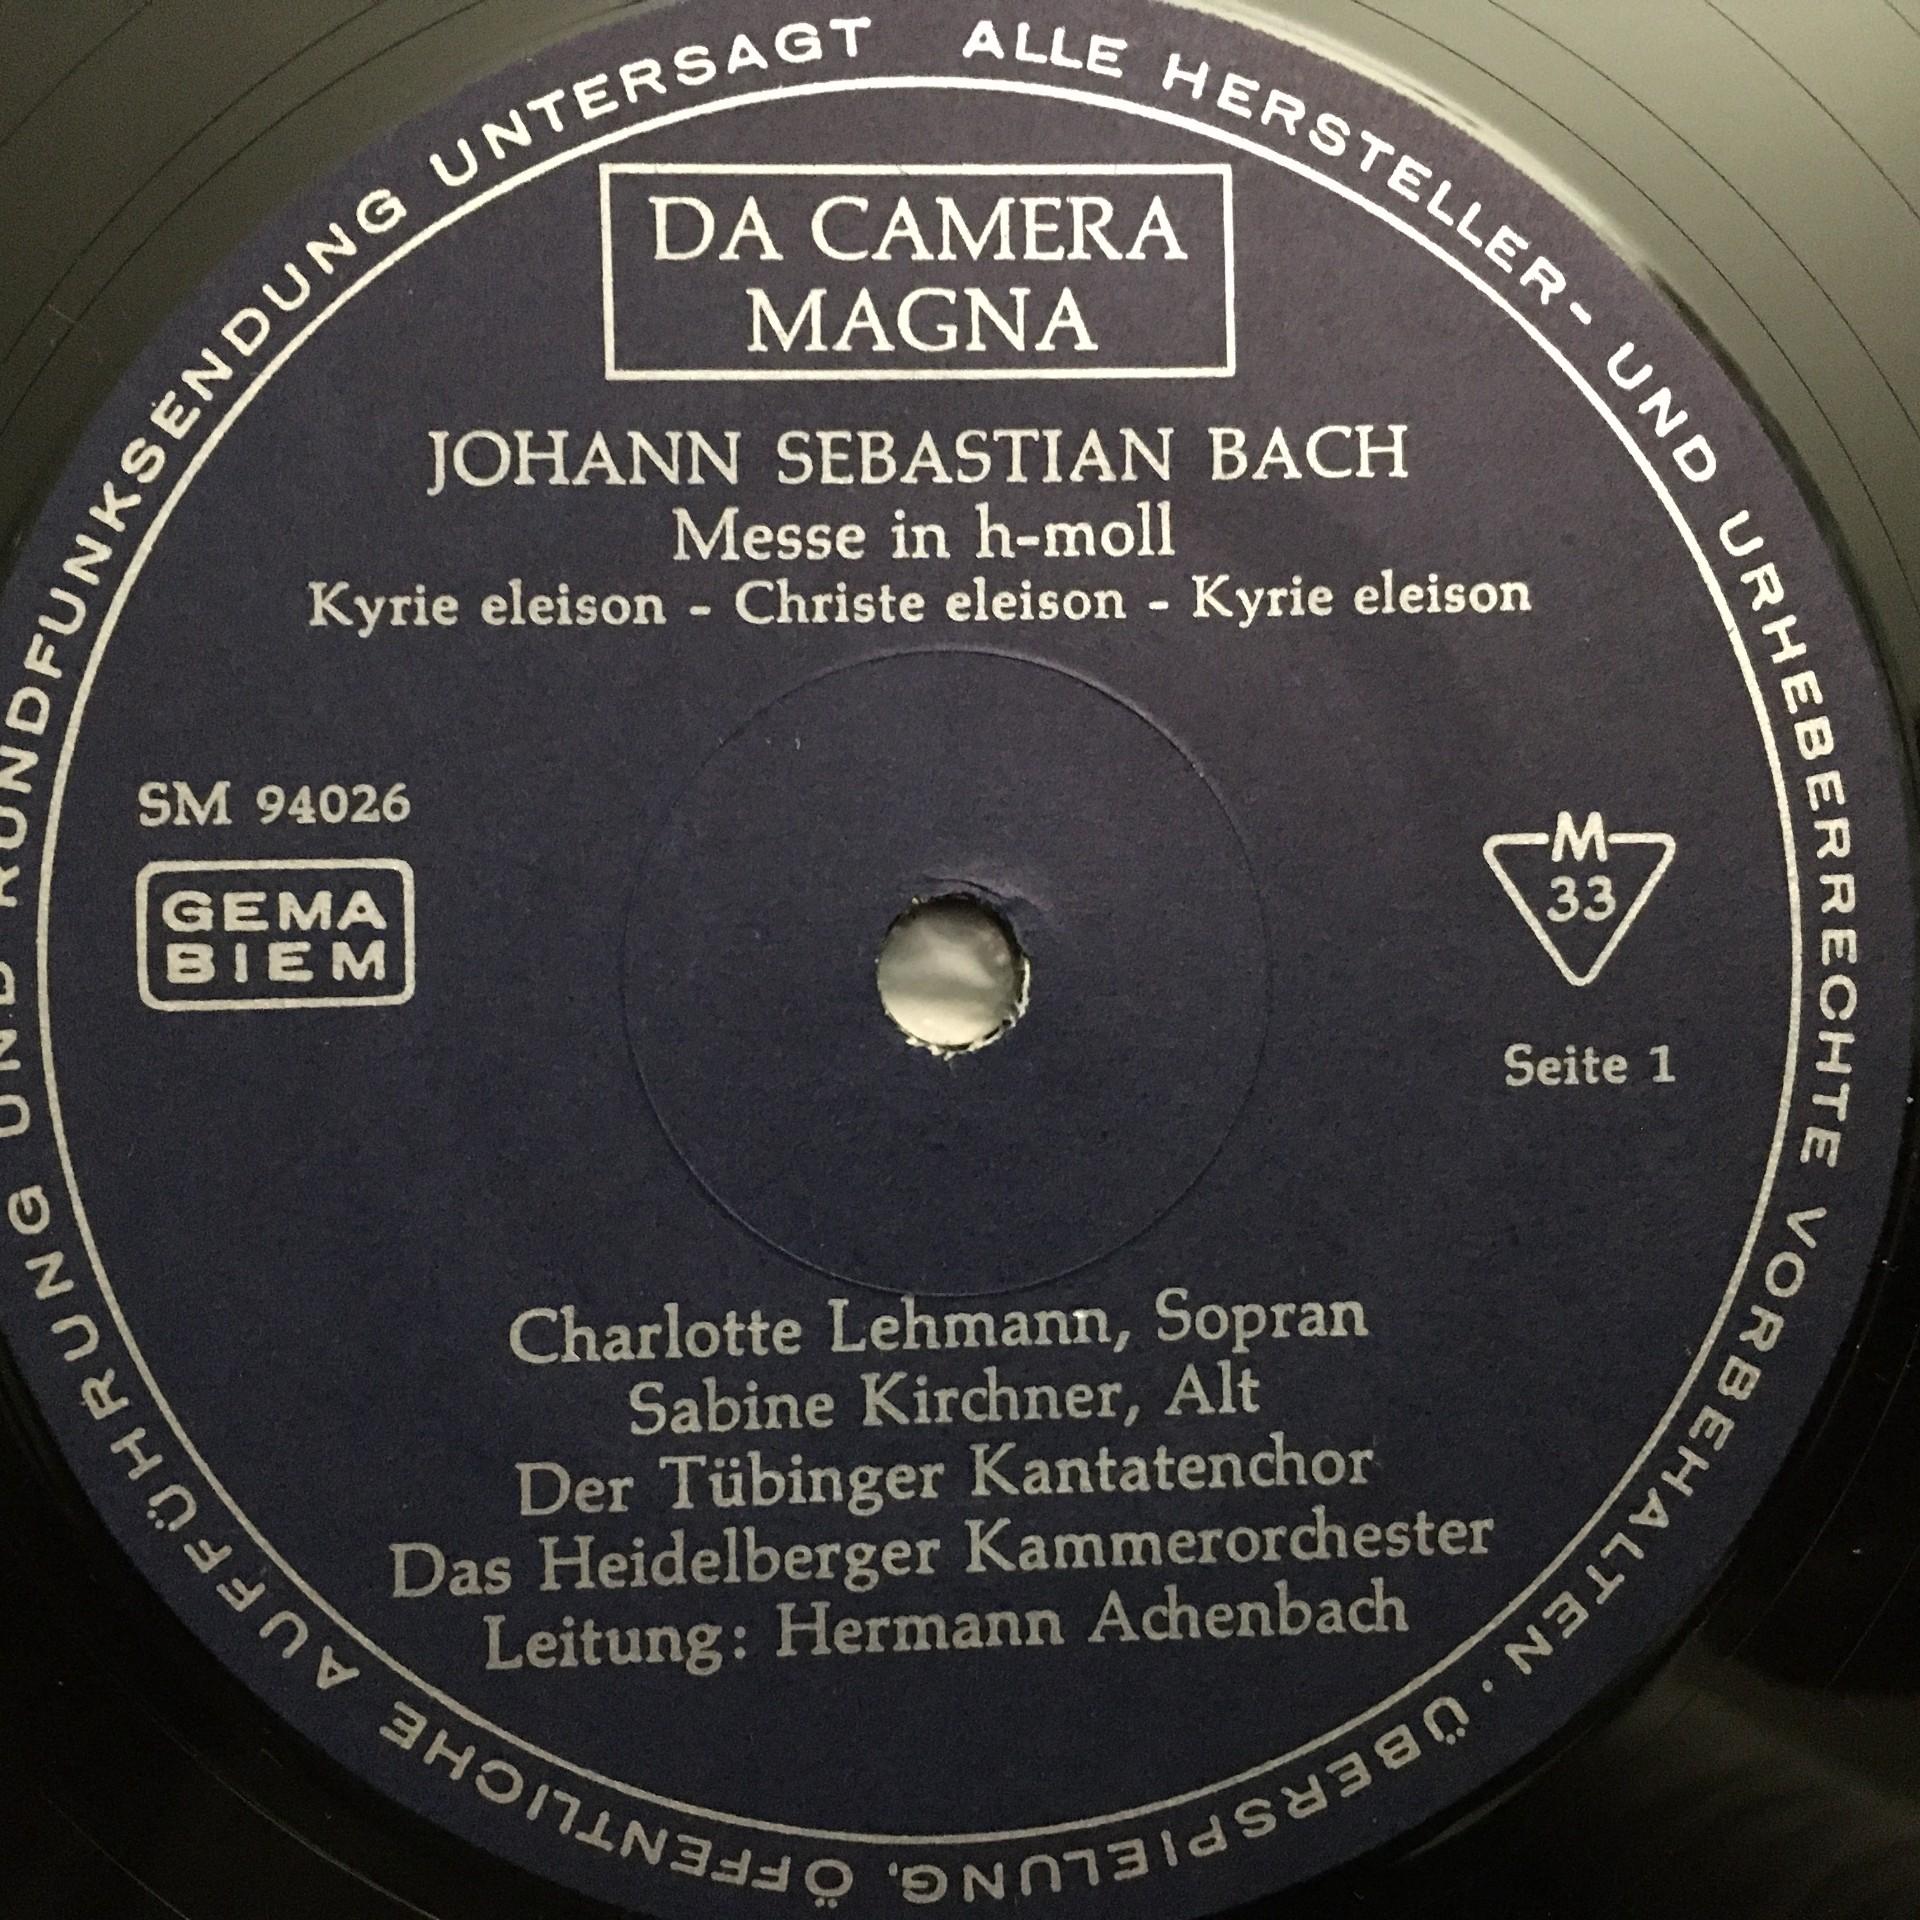 ALLE HERSTELLER- UND URHEBERRECHTE VORBEHALTEN · ÜBERSPIELUNG, ÖFFENTLICHE AUFFÜHRUNG UND RUNDFUNKSENDUNG UNTERSAGT
DA CAMERA
MAGNA
JOHANN SEBASTIAN BACH
Messe in h-moll
Kyrie eleison - Christe eleison - Kyrie eleison
SM 94026
GEMA
BIEM
M
33
Seite 1
Charlotte Lehmann, Sopran
Sabine Kirchner, Alt
Der Tübinger Kantatenchor
Das Heidelberger Kammerorchester
Leitung: Hermann Achenbach